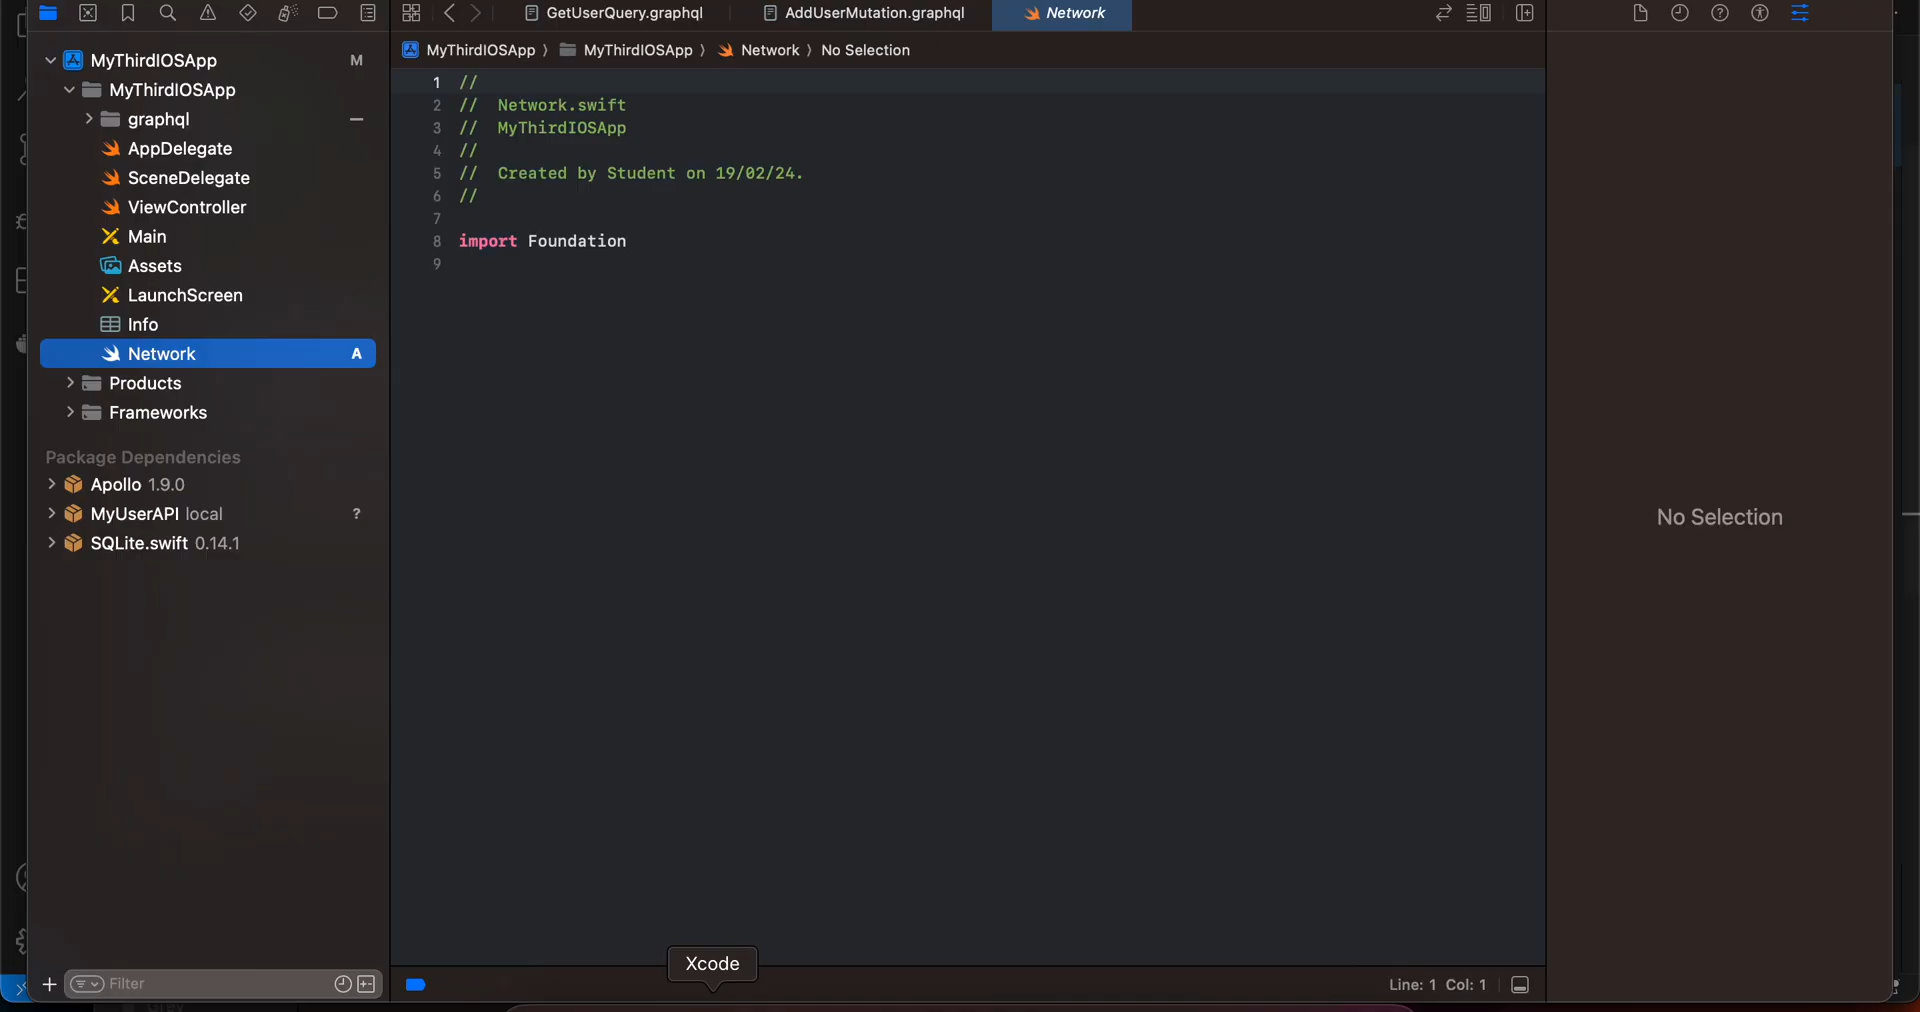 GetUserQuery.graphql
AddUserMutation.graphql
Network
MyThirdIOSApp M
MyThirdIOSApp
graphql
AppDelegate
SceneDelegate
ViewController
Main
Assets
LaunchScreen
Info
Network A
Products
Frameworks
Package Dependencies
Apollo 1.9.0
MyUserAPI local ?
SQLite.swift 0.14.1
Filter
MyThirdIOSApp 〉 MyThirdIOSApp 〉 Network 〉 No Selection
1 //
2 //  Network.swift
3 //  MyThirdIOSApp
4 //
5 //  Created by Student on 19/02/24.
6 //
7
8 import Foundation
9
No Selection
Xcode
Line: 1 Col: 1
Grey